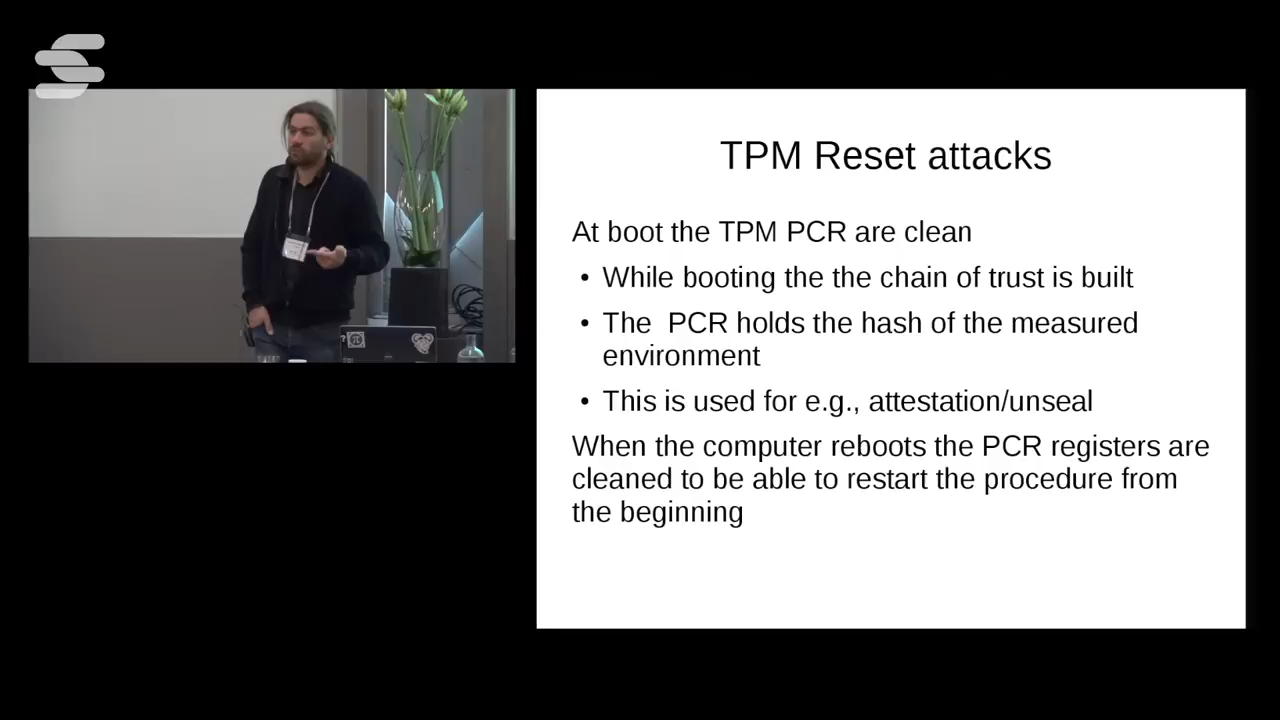 TPM Reset attacks
At boot the TPM PCR are clean
• While booting the the chain of trust is built
• The  PCR holds the hash of the measured
environment
• This is used for e.g., attestation/unseal
When the computer reboots the PCR registers are
cleaned to be able to restart the procedure from
the beginning